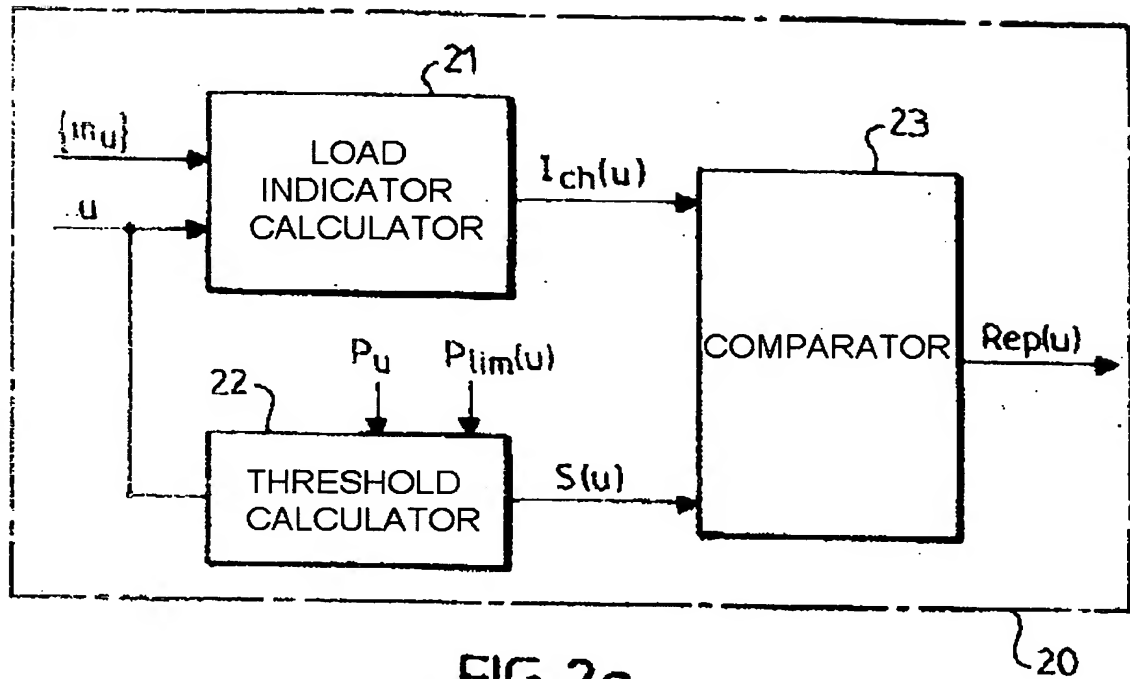 21
{m_u}
u
LOAD
INDICATOR
CALCULATOR
I_ch(u)
23
COMPARATOR
Rep(u)
P_u
P_lim(u)
22
THRESHOLD
CALCULATOR
S(u)
20